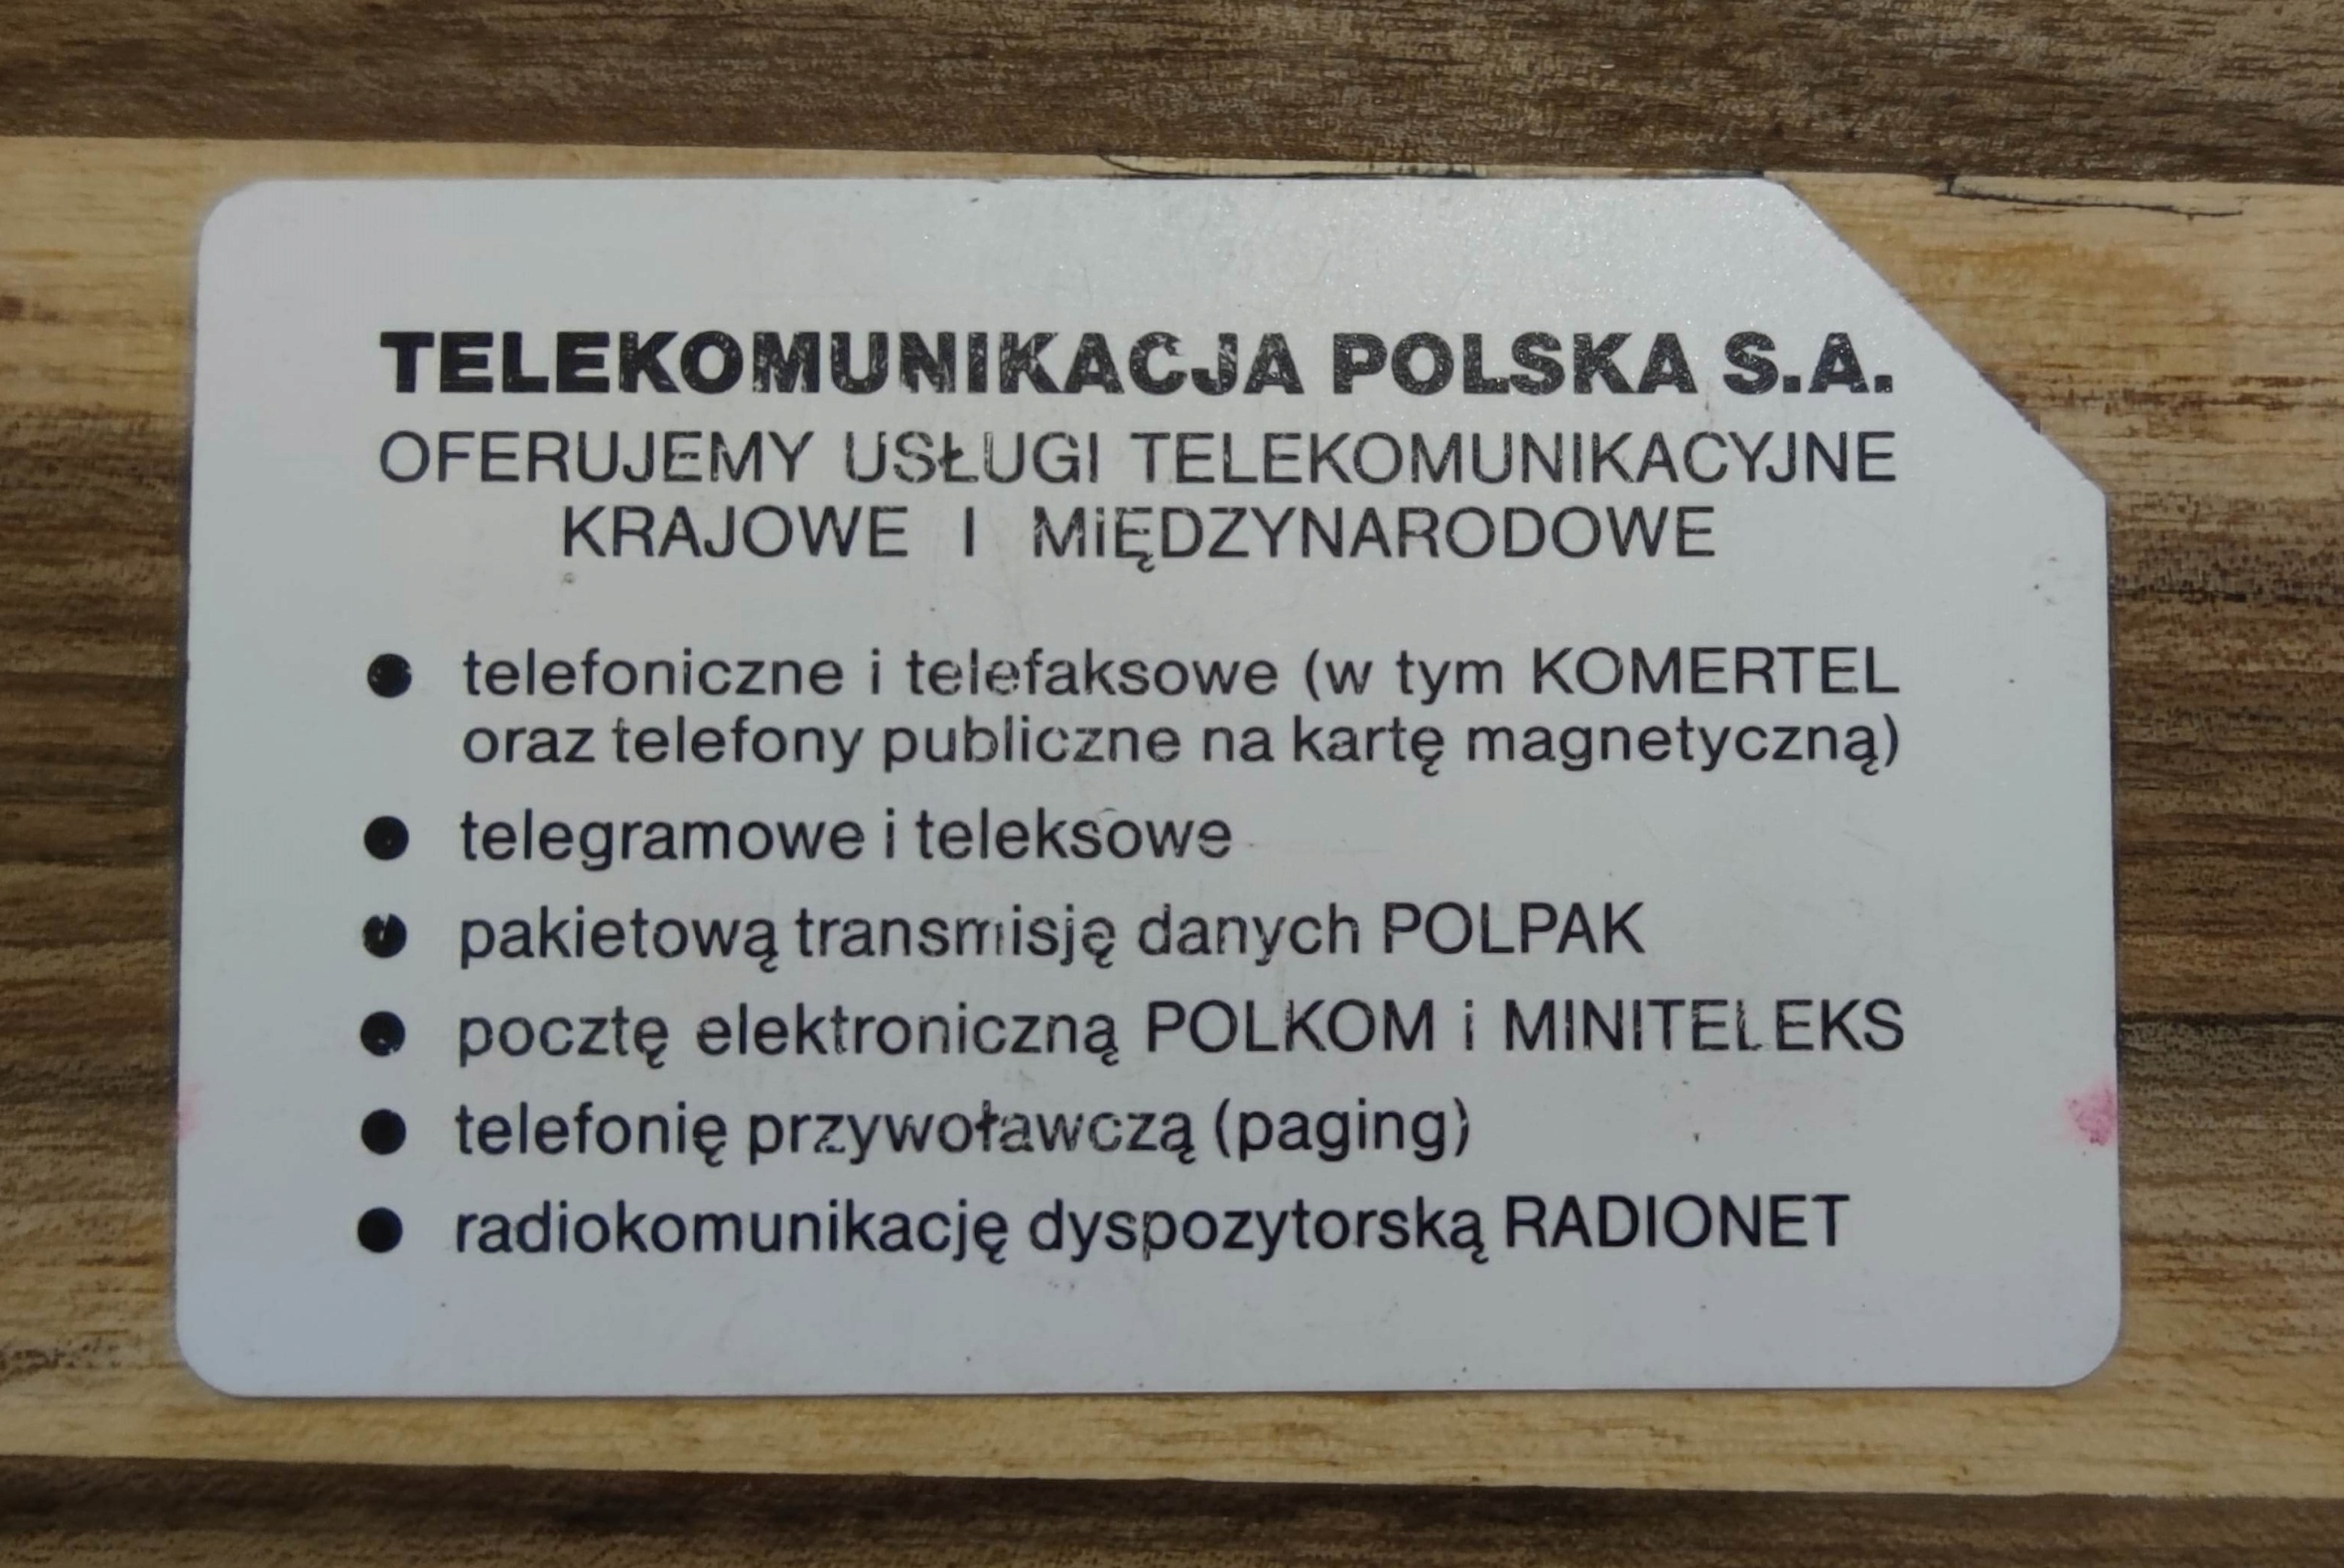 TELEKOMUNIKACJA POLSKA S.A.
OFERUJEMY USŁUGI TELEKOMUNIKACYJNE
KRAJOWE I MIĘDZYNARODOWE
● telefoniczne i telefaksowe (w tym KOMERTEL
oraz telefony publiczne na kartę magnetyczną)
● telegramowe i teleksowe
● pakietową transmisję danych POLPAK
● pocztę elektroniczną POLKOM i MINITELEKS
● telefonię przywoławczą (paging)
● radiokomunikację dyspozytorską RADIONET